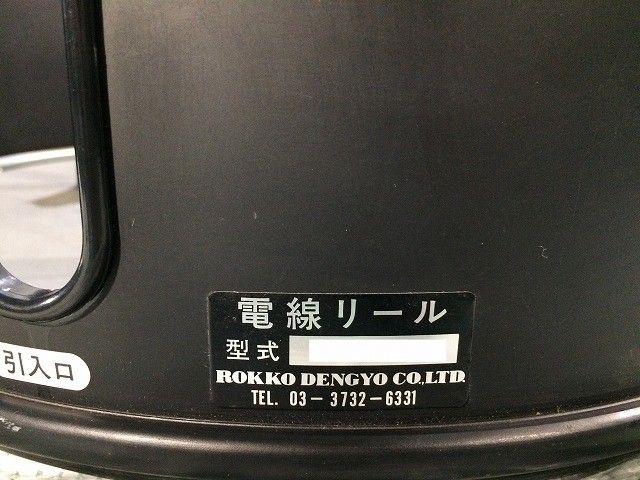 電線リール
型式
ROKKO DENGYO CO.,LTD.
TEL. 03-3732-6331
引入口